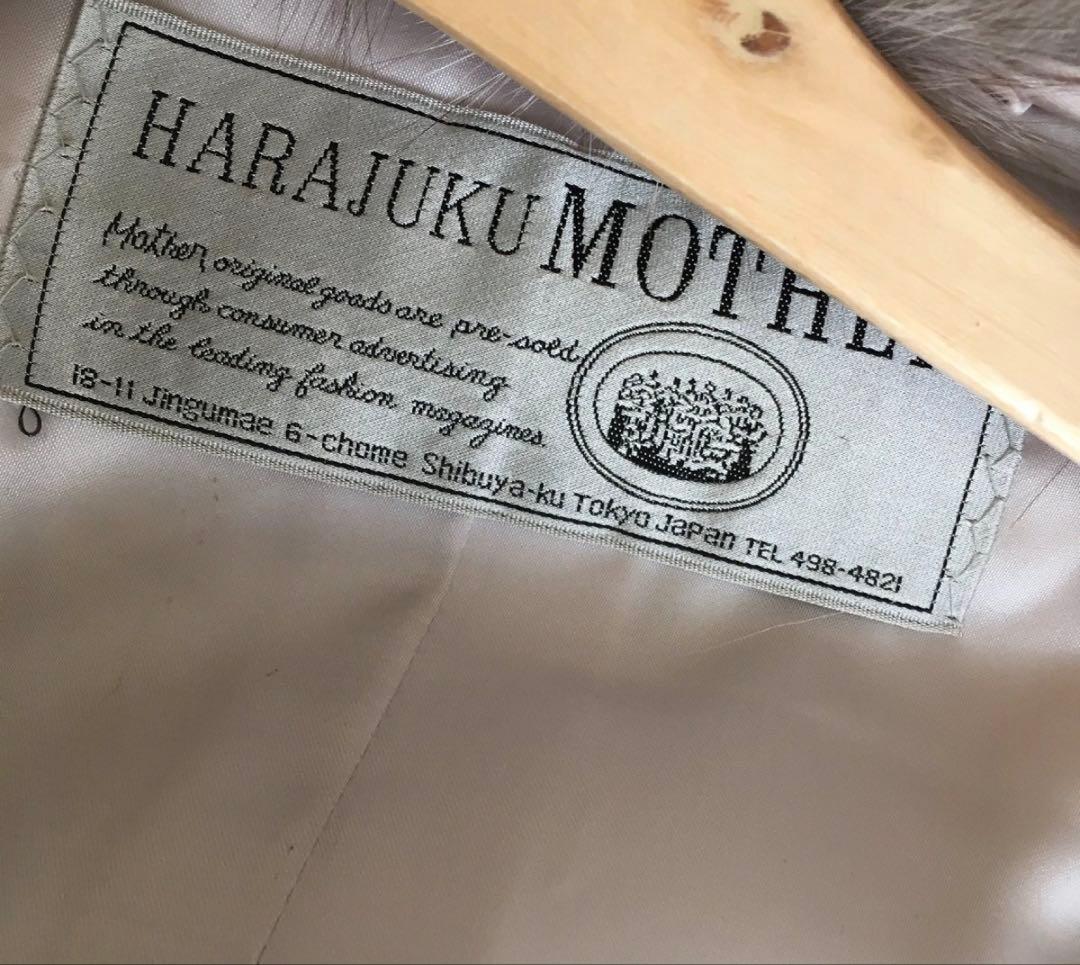 HARAJUKU MOTHE
Mother original goods are pre-sold
through consumer advertising
in the leading fashion magazines.
18-11 Jingumae 6-chome Shibuya-ku Tokyo Japan TEL 498-4821